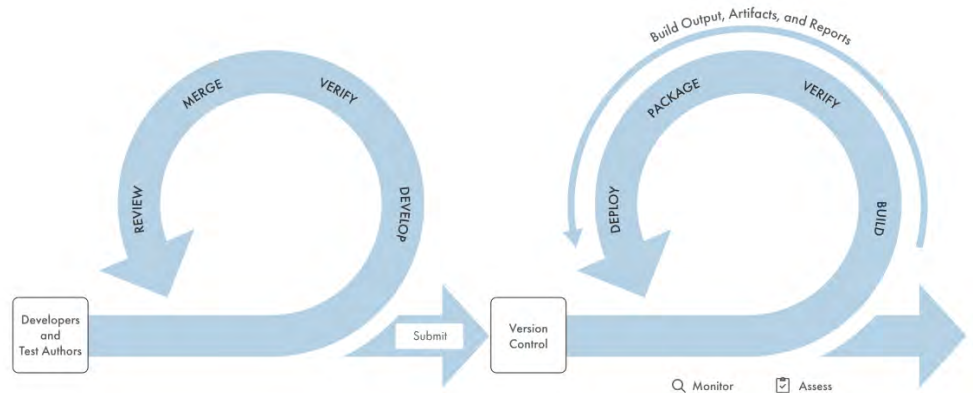 Build Output, Artifacts, and Reports
MERGE
VERIFY
REVIEW
DEVELOP
PACKAGE
VERIFY
DEPLOY
BUILD
Developers
and
Test Authors
Submit
Version
Control
Monitor
Assess